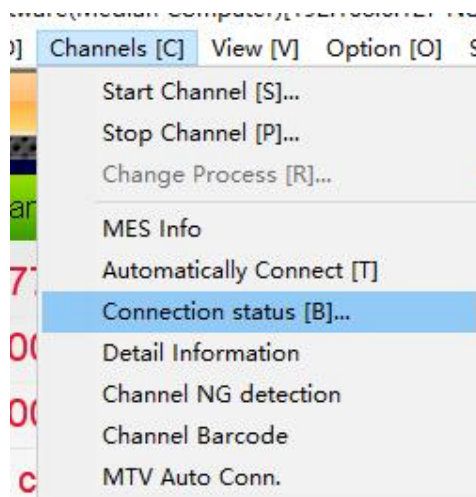 Channels [C] View [V] Option [O]
Start Channel [S]...
Stop Channel [P]...
Change Process [R]...
MES Info
Automatically Connect [T]
Connection status [B]...
Detail Information
Channel NG detection
Channel Barcode
MTV Auto Conn.